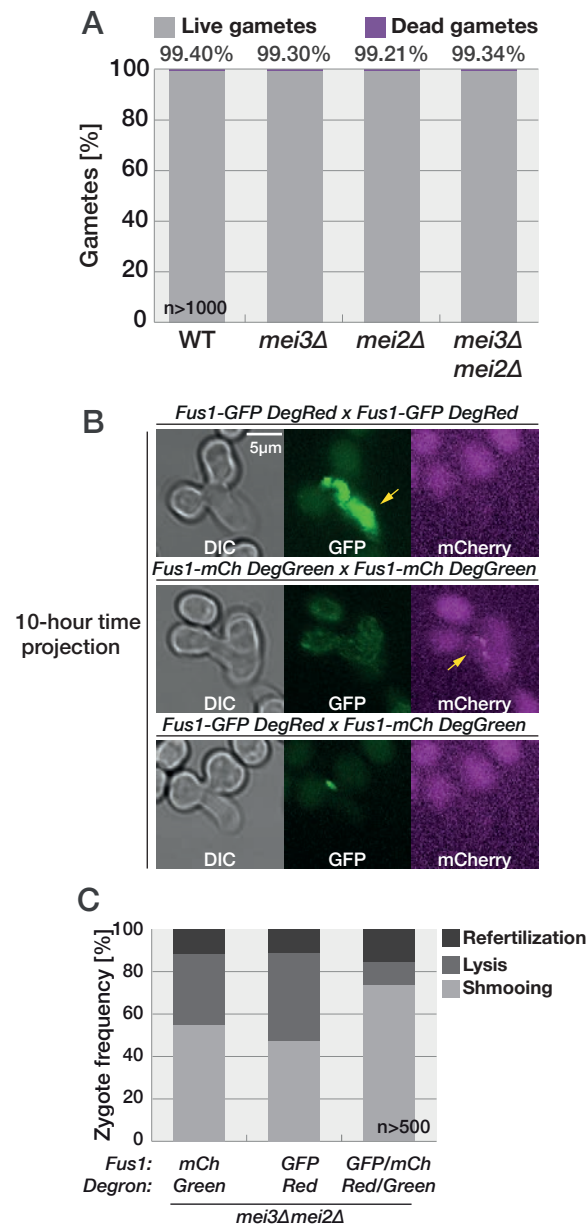 A
Live gametes Dead gametes
99.40% 99.30% 99.21% 99.34%
Gametes [%]
100
80
60
40
20
0
n>1000
WT mei3Δ mei2Δ mei3Δ
mei2Δ
B
Fus1-GFP DegRed x Fus1-GFP DegRed
5µm
DIC GFP mCherry
Fus1-mCh DegGreen x Fus1-mCh DegGreen
10-hour time
projection
DIC GFP mCherry
Fus1-GFP DegRed x Fus1-mCh DegGreen
DIC GFP mCherry
C
Zygote frequency [%]
100
80
60
40
20
0
Refertilization
Lysis
Shmooing
n>500
Fus1: mCh GFP GFP/mCh
Degron: Green Red Red/Green
mei3Δmei2Δ